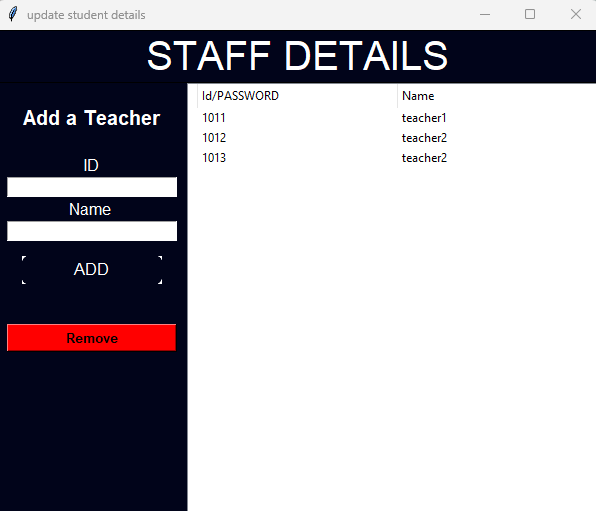 update student details
STAFF DETAILS
Add a Teacher
ID
Name
ADD
Remove
Id/PASSWORD Name
1011 teacher1
1012 teacher2
1013 teacher2